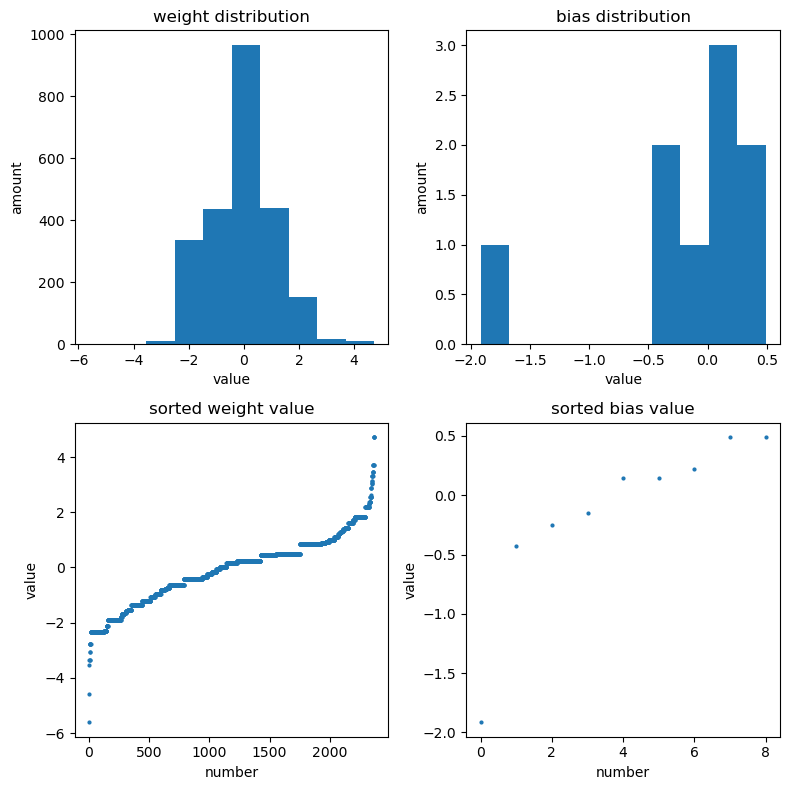 weight distribution
1000
800
600
400
200
0
amount
−6 −4 −2 0 2 4
value
bias distribution
3.0
2.5
2.0
1.5
1.0
0.5
0.0
amount
−2.0 −1.5 −1.0 −0.5 0.0 0.5
value
sorted weight value
4
2
0
−2
−4
−6
value
0 500 1000 1500 2000
number
sorted bias value
0.5
0.0
−0.5
−1.0
−1.5
−2.0
value
0 2 4 6 8
number